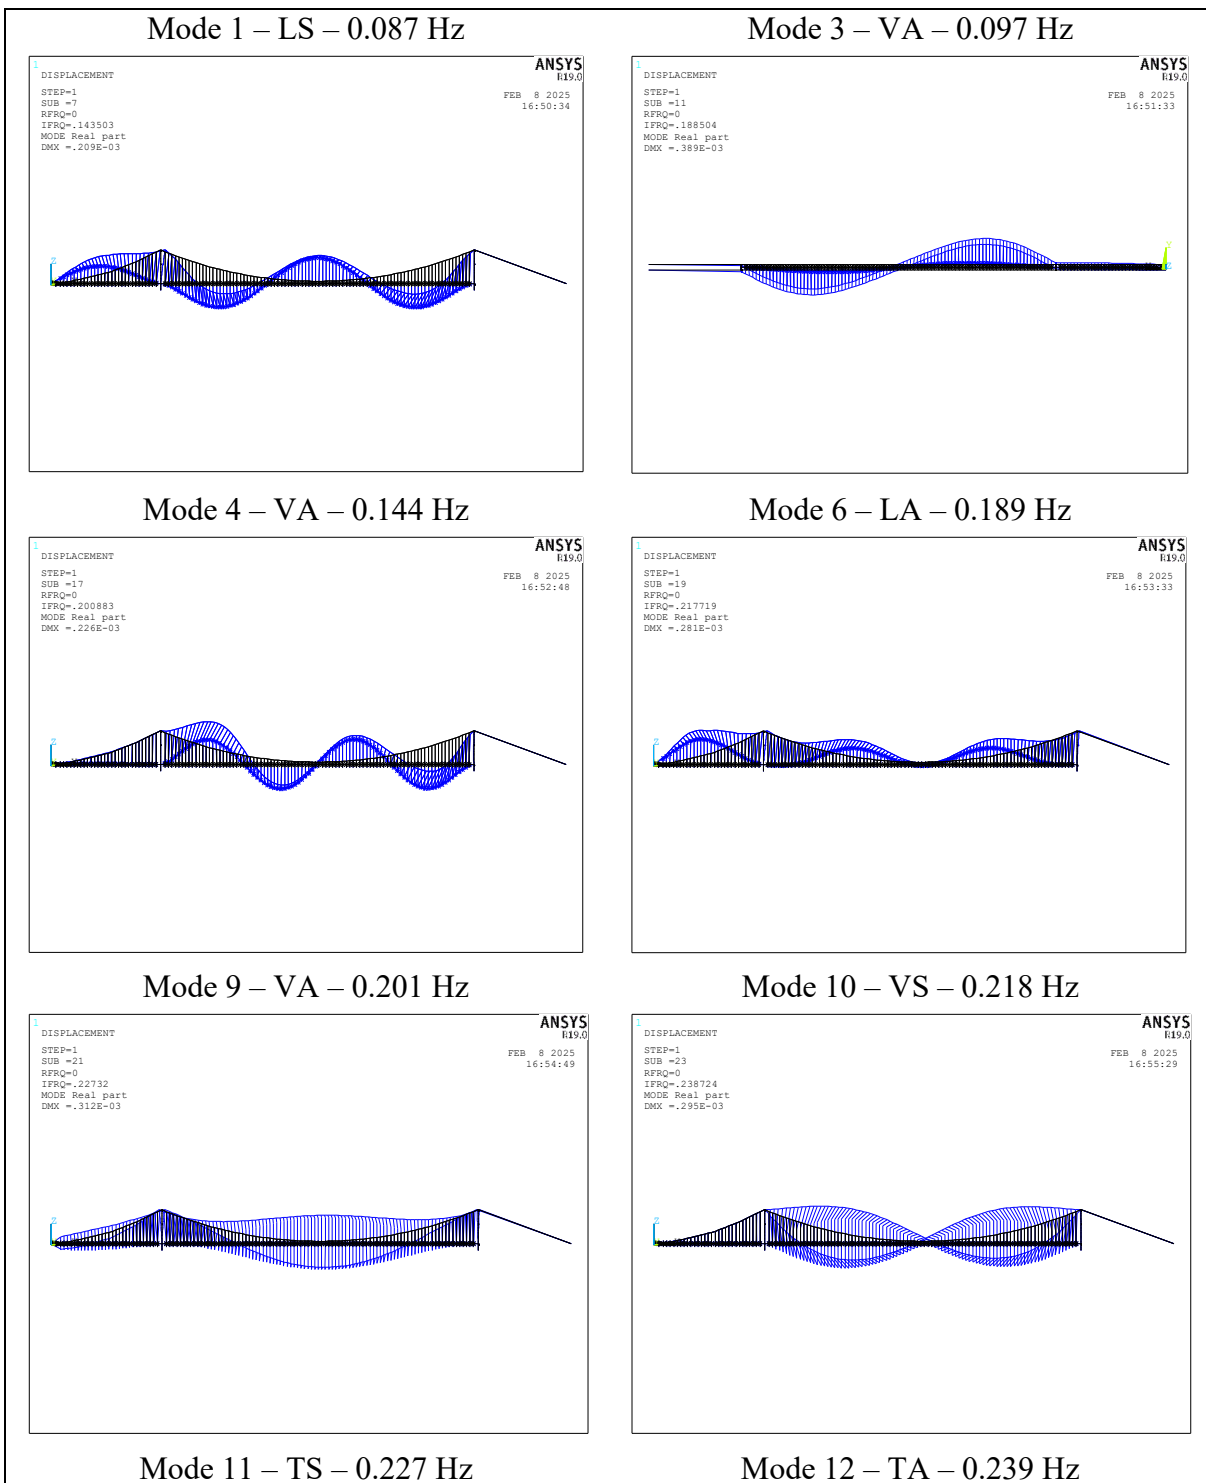 Mode 1 – LS – 0.087 Hz
Mode 3 – VA – 0.097 Hz
1
DISPLACEMENT
STEP=1
SUB =7
RFRQ=0
IFRQ=.143503
MODE Real part
DMX =.209E-03
ANSYS
R19.0
FEB 8 2025
16:50:34
Z
1
DISPLACEMENT
STEP=1
SUB =11
RFRQ=0
IFRQ=.188504
MODE Real part
DMX =.389E-03
ANSYS
R19.0
FEB 8 2025
16:51:33
Y
Z
Mode 4 – VA – 0.144 Hz
Mode 6 – LA – 0.189 Hz
1
DISPLACEMENT
STEP=1
SUB =17
RFRQ=0
IFRQ=.200883
MODE Real part
DMX =.226E-03
ANSYS
R19.0
FEB 8 2025
16:52:48
Z
1
DISPLACEMENT
STEP=1
SUB =19
RFRQ=0
IFRQ=.217719
MODE Real part
DMX =.281E-03
ANSYS
R19.0
FEB 8 2025
16:53:33
Z
Mode 9 – VA – 0.201 Hz
Mode 10 – VS – 0.218 Hz
1
DISPLACEMENT
STEP=1
SUB =21
RFRQ=0
IFRQ=.22732
MODE Real part
DMX =.312E-03
ANSYS
R19.0
FEB 8 2025
16:54:49
Z
1
DISPLACEMENT
STEP=1
SUB =23
RFRQ=0
IFRQ=.238724
MODE Real part
DMX =.295E-03
ANSYS
R19.0
FEB 8 2025
16:55:29
Z
Mode 11 – TS – 0.227 Hz
Mode 12 – TA – 0.239 Hz